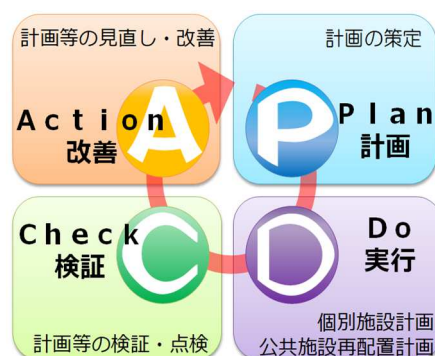 計画等の見直し・改善
A
Action
改善
計画の策定
P
Plan
計画
Check
検証
C
計画等の検証・点検
D
Do
実行
個別施設計画
公共施設再配置計画